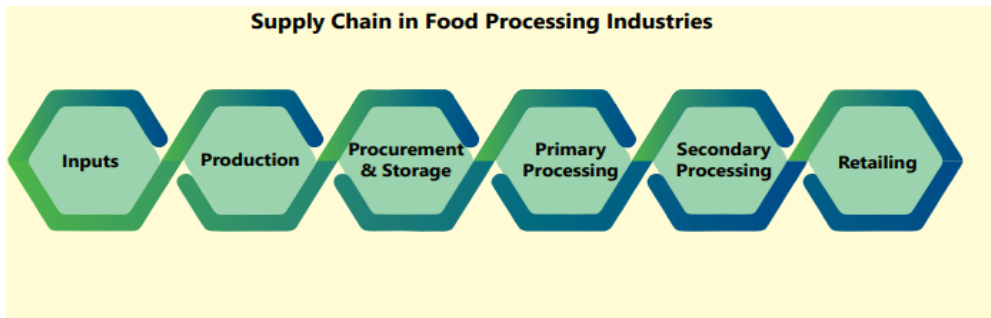 Supply Chain in Food Processing Industries
Inputs
Production
Procurement
& Storage
Primary
Processing
Secondary
Processing
Retailing